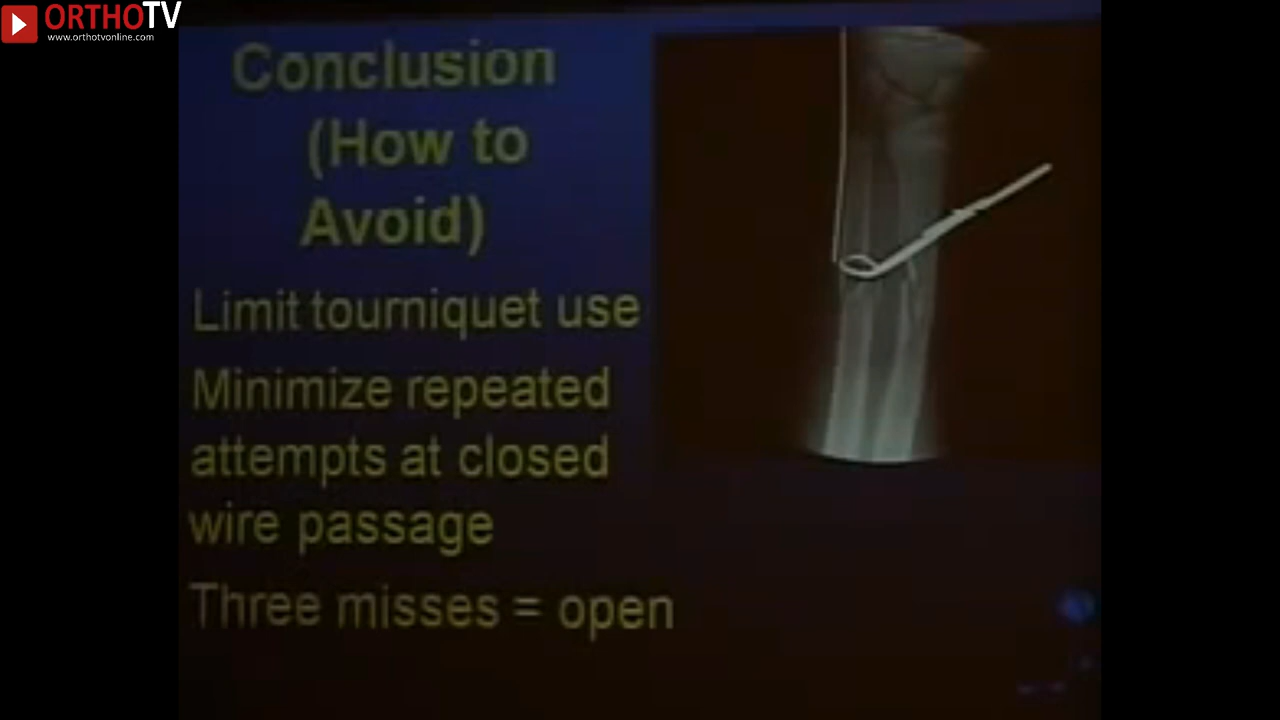 ORTHOTV
www.orthotvonline.com
Conclusion
(How to
Avoid)
Limit tourniquet use
Minimize repeated
attempts at closed
wire passage
Three misses = open